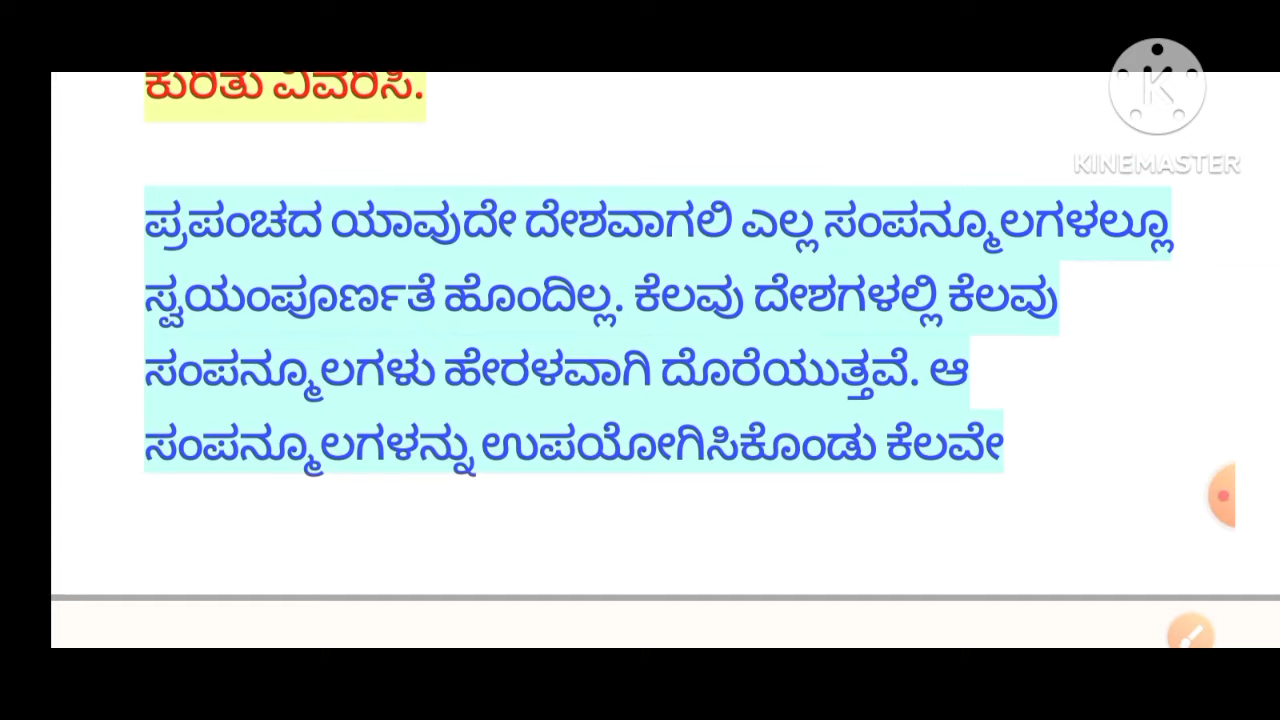 ಕುರಿತು ವಿವರಿಸಿ.
KINEMASTER
ಪ್ರಪಂಚದ ಯಾವುದೇ ದೇಶವಾಗಲಿ ಎಲ್ಲ ಸಂಪನ್ಮೂಲಗಳಲ್ಲೂ
ಸ್ವಯಂಪೂರ್ಣತೆ ಹೊಂದಿಲ್ಲ. ಕೆಲವು ದೇಶಗಳಲ್ಲಿ ಕೆಲವು
ಸಂಪನ್ಮೂಲಗಳು ಹೇರಳವಾಗಿ ದೊರೆಯುತ್ತವೆ. ಆ
ಸಂಪನ್ಮೂಲಗಳನ್ನು ಉಪಯೋಗಿಸಿಕೊಂಡು ಕೆಲವೇ